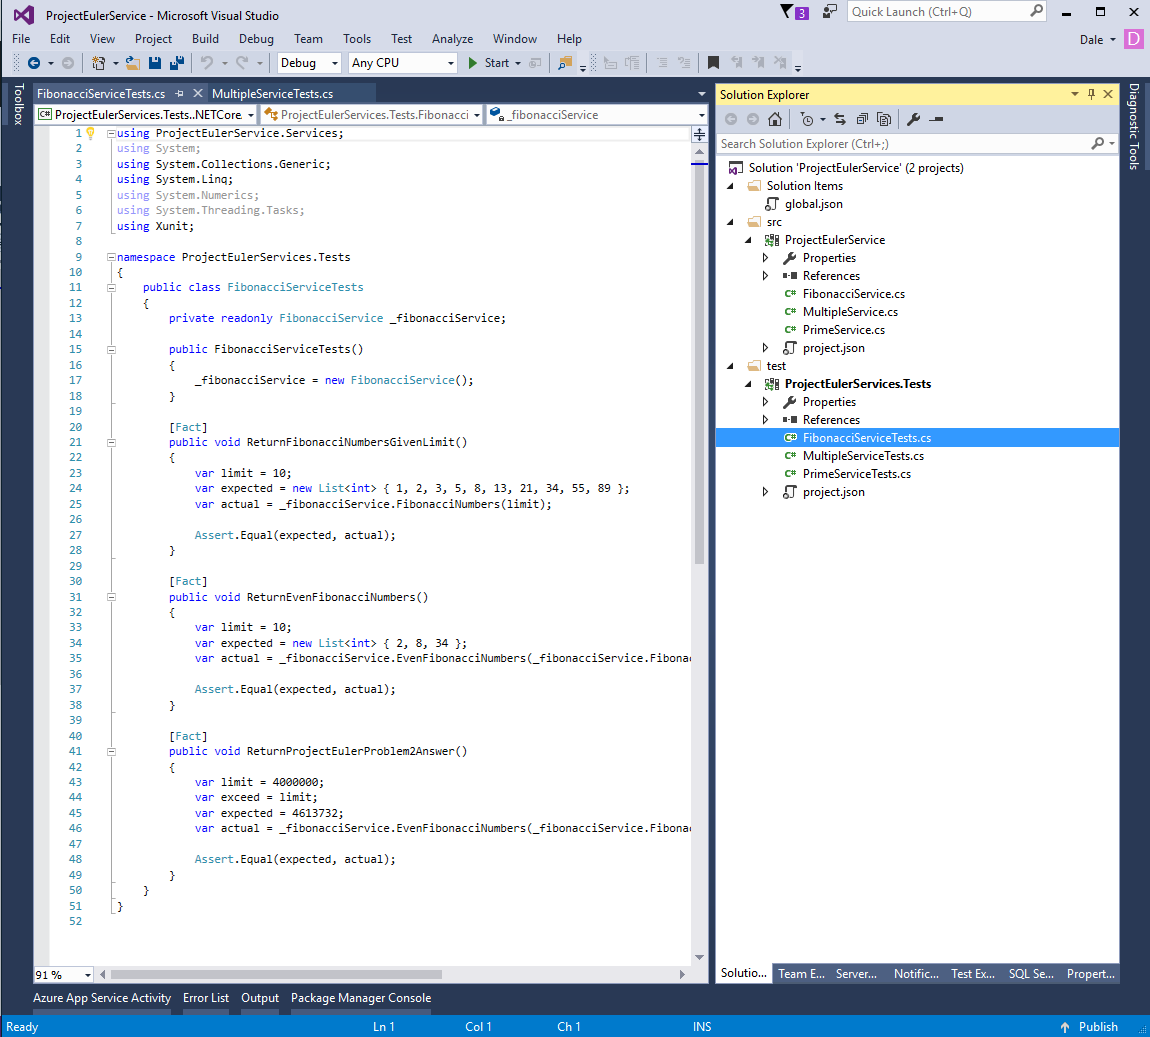 ProjectEulerService - Microsoft Visual Studio
3
Quick Launch (Ctrl+Q)
File Edit View Project Build Debug Team Tools Test Analyze Window Help
Dale D
Debug Any CPU Start
Toolbox
FibonacciServiceTests.cs MultipleServiceTests.cs
C# ProjectEulerServices.Tests..NETCore. ProjectEulerServices.Tests.Fibonacci _fibonacciService
1 using ProjectEulerService.Services;
2 using System;
3 using System.Collections.Generic;
4 using System.Linq;
5 using System.Numerics;
6 using System.Threading.Tasks;
7 using Xunit;
8
9 namespace ProjectEulerServices.Tests
10 {
11 public class FibonacciServiceTests
12 {
13 private readonly FibonacciService _fibonacciService;
14
15 public FibonacciServiceTests()
16 {
17 _fibonacciService = new FibonacciService();
18 }
19
20 [Fact]
21 public void ReturnFibonacciNumbersGivenLimit()
22 {
23 var limit = 10;
24 var expected = new List<int> { 1, 2, 3, 5, 8, 13, 21, 34, 55, 89 };
25 var actual = _fibonacciService.FibonacciNumbers(limit);
26
27 Assert.Equal(expected, actual);
28 }
29
30 [Fact]
31 public void ReturnEvenFibonacciNumbers()
32 {
33 var limit = 10;
34 var expected = new List<int> { 2, 8, 34 };
35 var actual = _fibonacciService.EvenFibonacciNumbers(_fibonacciService.Fibona
36
37 Assert.Equal(expected, actual);
38 }
39
40 [Fact]
41 public void ReturnProjectEulerProblem2Answer()
42 {
43 var limit = 4000000;
44 var exceed = limit;
45 var expected = 4613732;
46 var actual = _fibonacciService.EvenFibonacciNumbers(_fibonacciService.Fibona
47
48 Assert.Equal(expected, actual);
49 }
50 }
51 }
52
91 %
Solution Explorer
Search Solution Explorer (Ctrl+;)
Solution 'ProjectEulerService' (2 projects)
Solution Items
global.json
src
ProjectEulerService
Properties
References
C# FibonacciService.cs
C# MultipleService.cs
C# PrimeService.cs
project.json
test
ProjectEulerServices.Tests
Properties
References
C# FibonacciServiceTests.cs
C# MultipleServiceTests.cs
C# PrimeServiceTests.cs
project.json
Solutio... Team E... Server... Notific... Test Ex... SQL Se... Propert...
Diagnostic Tools
Azure App Service Activity Error List Output Package Manager Console
Ready Ln 1 Col 1 Ch 1 INS Publish